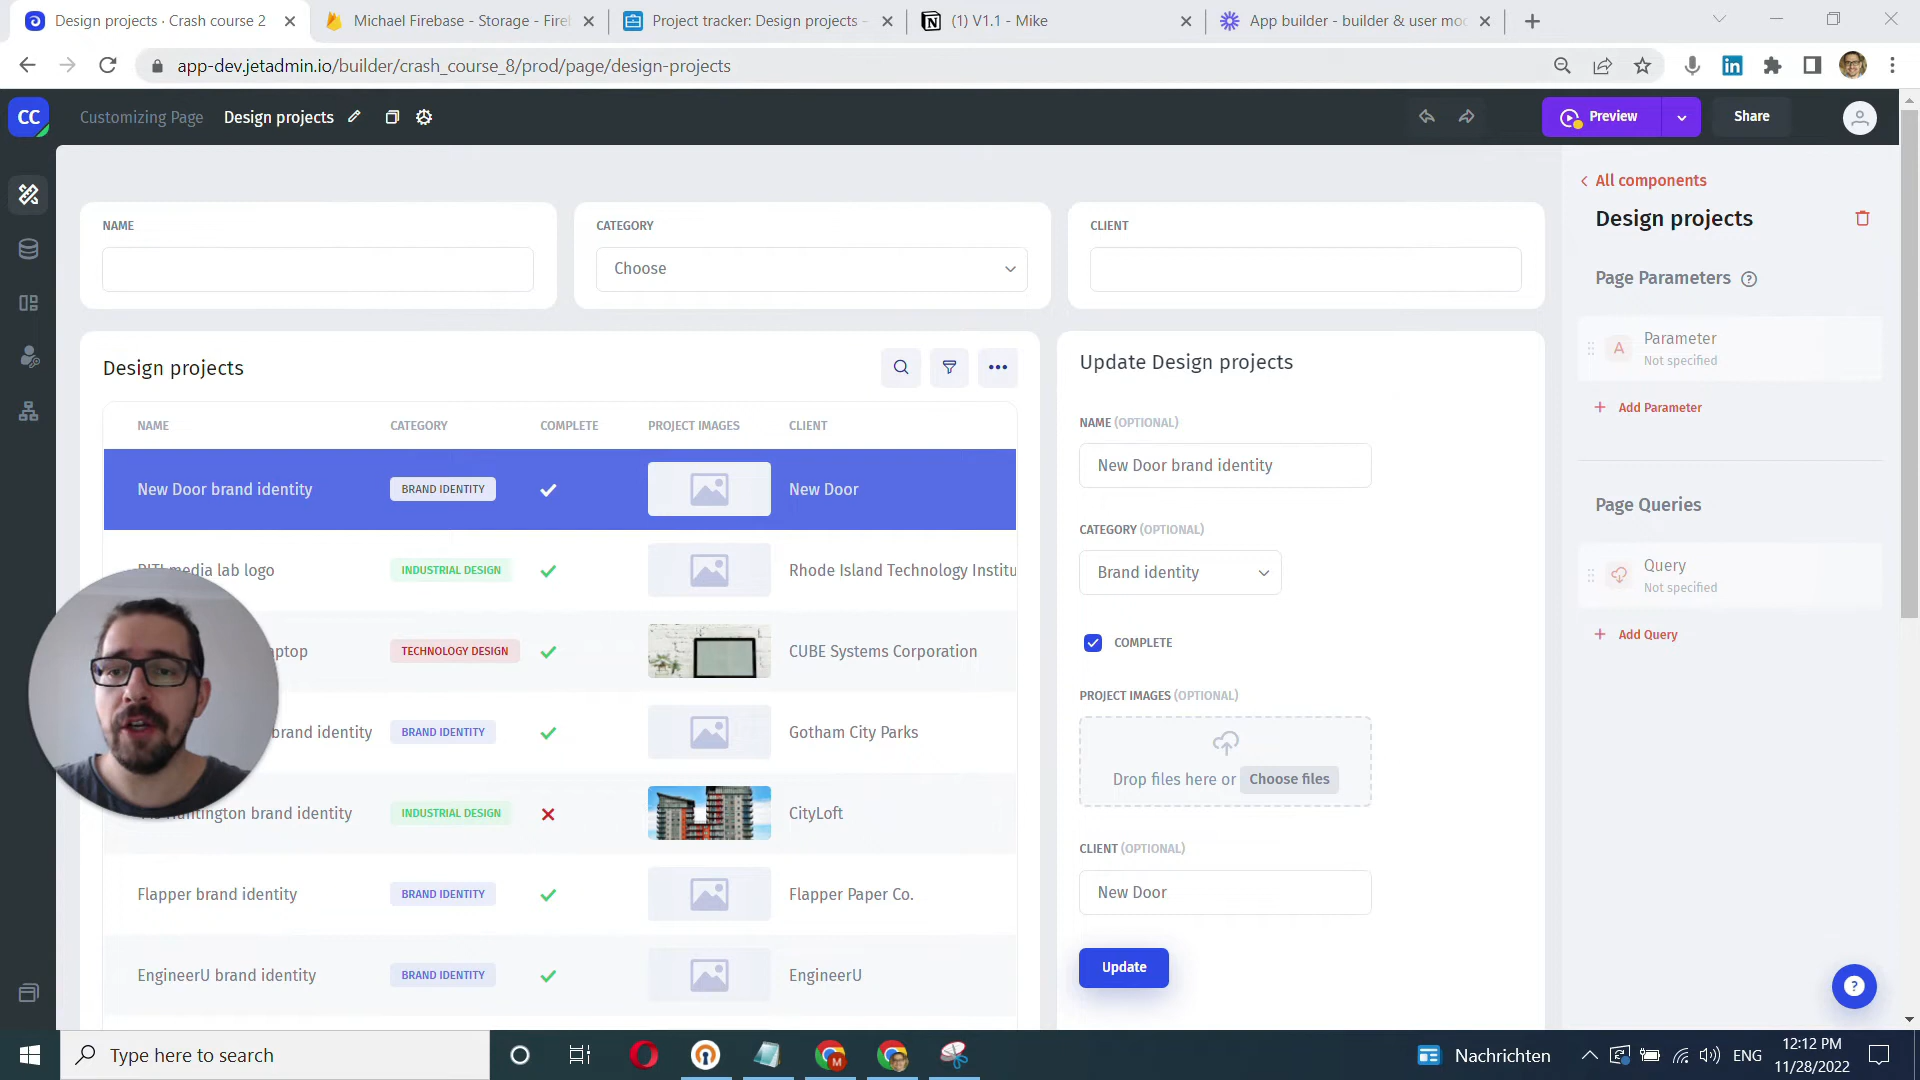 Design projects · Crash course 2
Michael Firebase - Storage - Fire
Project tracker: Design projects -
(1) V1.1 - Mike
App builder - builder & user mo
app-dev.jetadmin.io/builder/crash_course_8/prod/page/design-projects
CC
Customizing Page
Design projects
Preview
Share
NAME
CATEGORY
Choose
CLIENT
Design projects
NAME CATEGORY COMPLETE PROJECT IMAGES CLIENT
New Door brand identity BRAND IDENTITY New Door
media lab logo INDUSTRIAL DESIGN Rhode Island Technology Institu
TECHNOLOGY DESIGN CUBE Systems Corporation
brand identity BRAND IDENTITY Gotham City Parks
brand identity INDUSTRIAL DESIGN CityLoft
Flapper brand identity BRAND IDENTITY Flapper Paper Co.
EngineerU brand identity BRAND IDENTITY EngineerU
Update Design projects
NAME (OPTIONAL)
New Door brand identity
CATEGORY (OPTIONAL)
Brand identity
COMPLETE
PROJECT IMAGES (OPTIONAL)
Drop files here or Choose files
CLIENT (OPTIONAL)
New Door
Update
All components
Design projects
Page Parameters ?
A
Parameter
Not specified
+ Add Parameter
Page Queries
Query
Not specified
+ Add Query
?
Type here to search
Nachrichten
ENG
12:12 PM
11/28/2022